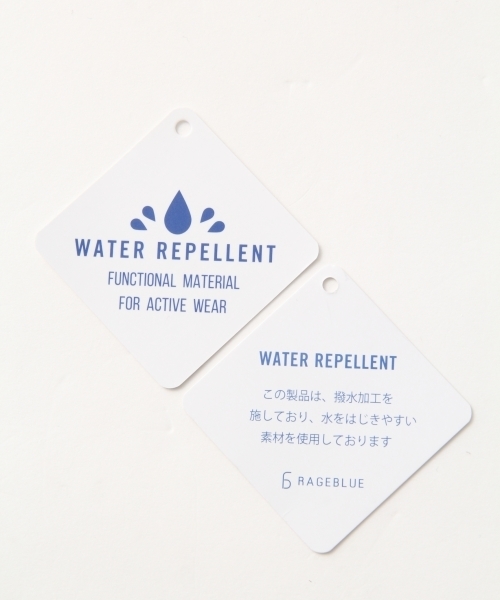 WATER REPELLENT
FUNCTIONAL MATERIAL
FOR ACTIVE WEAR
WATER REPELLENT
この製品は、撥水加工を
施しており、水をはじきやすい
素材を使用しております
RAGEBLUE